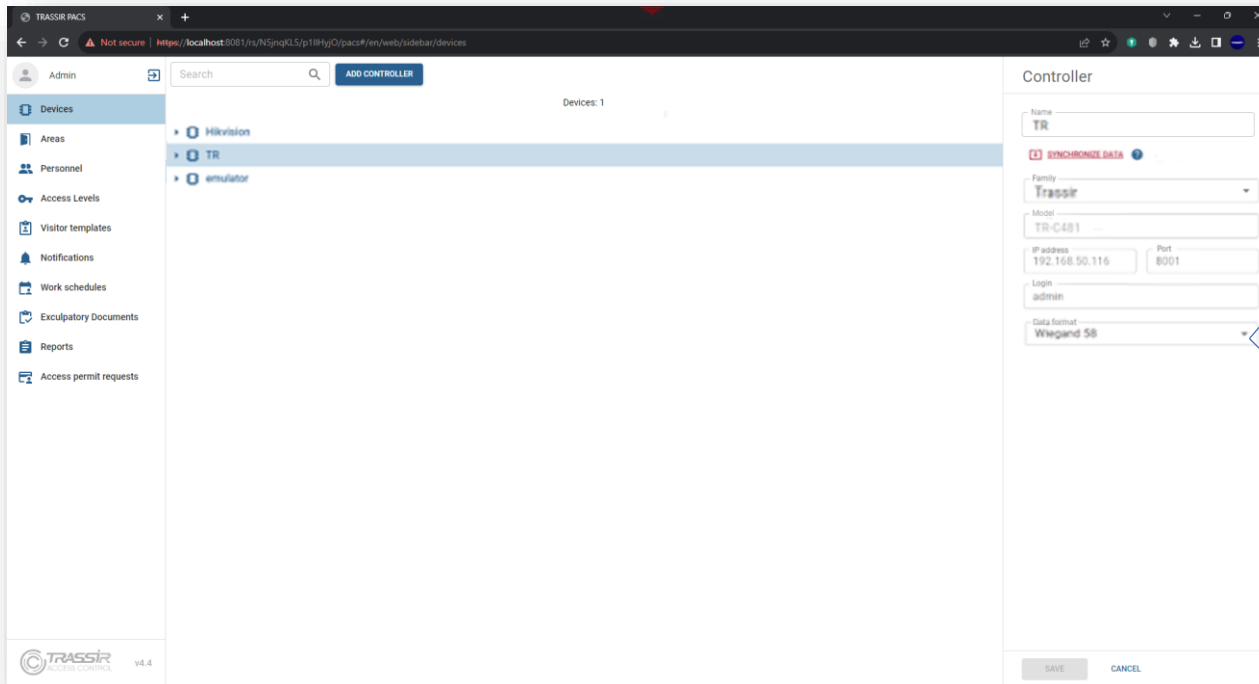 TRASSIR PACS
Not secure | https://localhost:8081/rs/N5jnqKL5/p1IlHyjO/pacs#/en/web/sidebar/devices
Admin
Search
ADD CONTROLLER
Controller
Devices
Areas
Personnel
Access Levels
Visitor templates
Notifications
Work schedules
Exculpatory Documents
Reports
Access permit requests
Devices: 1
Hikvision
TR
emulator
Name
TR
SYNCHRONIZE DATA
Family
Trassir
Model
TR-C481
IP address
192.168.50.116
Port
8001
Login
admin
Data format
Wiegand 58
TRASSIR
ACCESS CONTROL
v4.4
SAVE
CANCEL